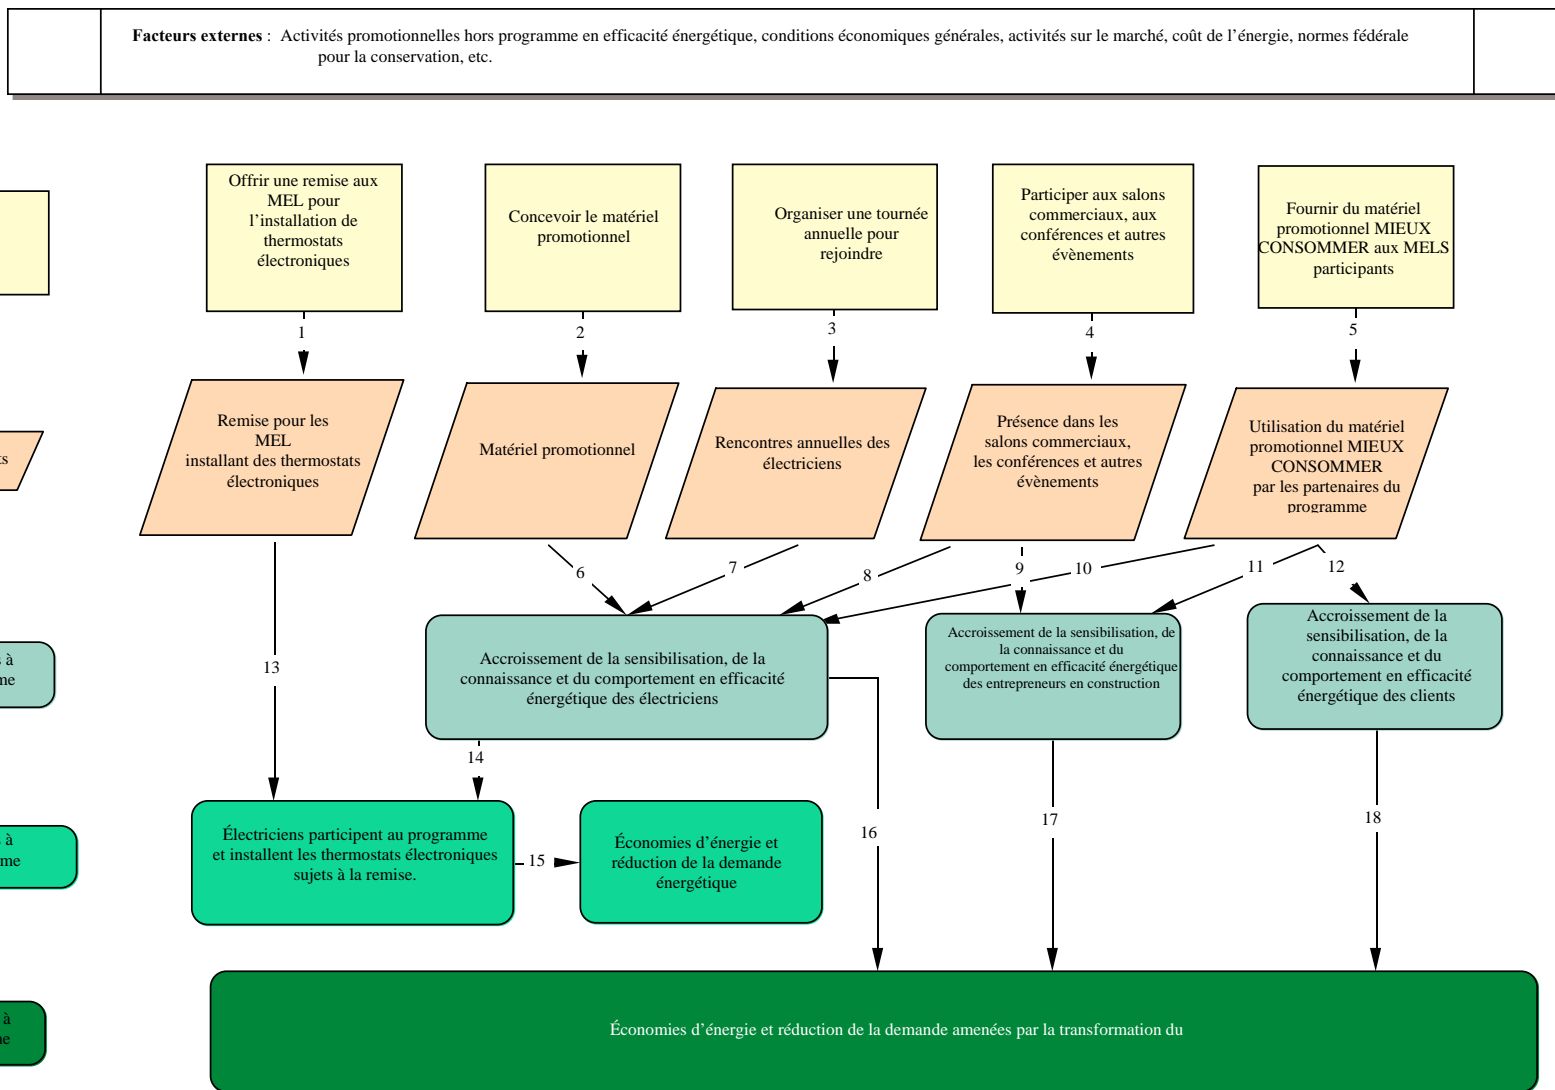 Facteurs externes : Activités promotionnelles hors programme en efficacité énergétique, conditions économiques générales, activités sur le marché, coût de l’énergie, normes fédérale
pour la conservation, etc.
Offrir une remise aux
MEL pour
l’installation de
thermostats
électroniques
Concevoir le matériel
promotionnel
Organiser une tournée
annuelle pour
rejoindre
Participer aux salons
commerciaux, aux
conférences et autres
évènements
Fournir du matériel
promotionnel MIEUX
CONSOMMER aux MELS
participants
1
2
3
4
5
Remise pour les
MEL
installant des thermostats
électroniques
Matériel promotionnel
Rencontres annuelles des
électriciens
Présence dans les
salons commerciaux,
les conférences et autres
évènements
Utilisation du matériel
promotionnel MIEUX
CONSOMMER
par les partenaires du
programme
ts
6
7
8
9
10
11
12
13
s à
me
Accroissement de la sensibilisation, de la
connaissance et du comportement en efficacité
énergétique des électriciens
Accroissement de la sensibilisation, de
la connaissance et du
comportement en efficacité énergétique
des entrepreneurs en construction
Accroissement de la
sensibilisation, de la
connaissance et du
comportement en efficacité
énergétique des clients
14
à
me
Électriciens participent au programme
et installent les thermostats électroniques
sujets à la remise.
15
Économies d’énergie et
réduction de la demande
énergétique
16
17
18
à
ne
Économies d’énergie et réduction de la demande amenées par la transformation du